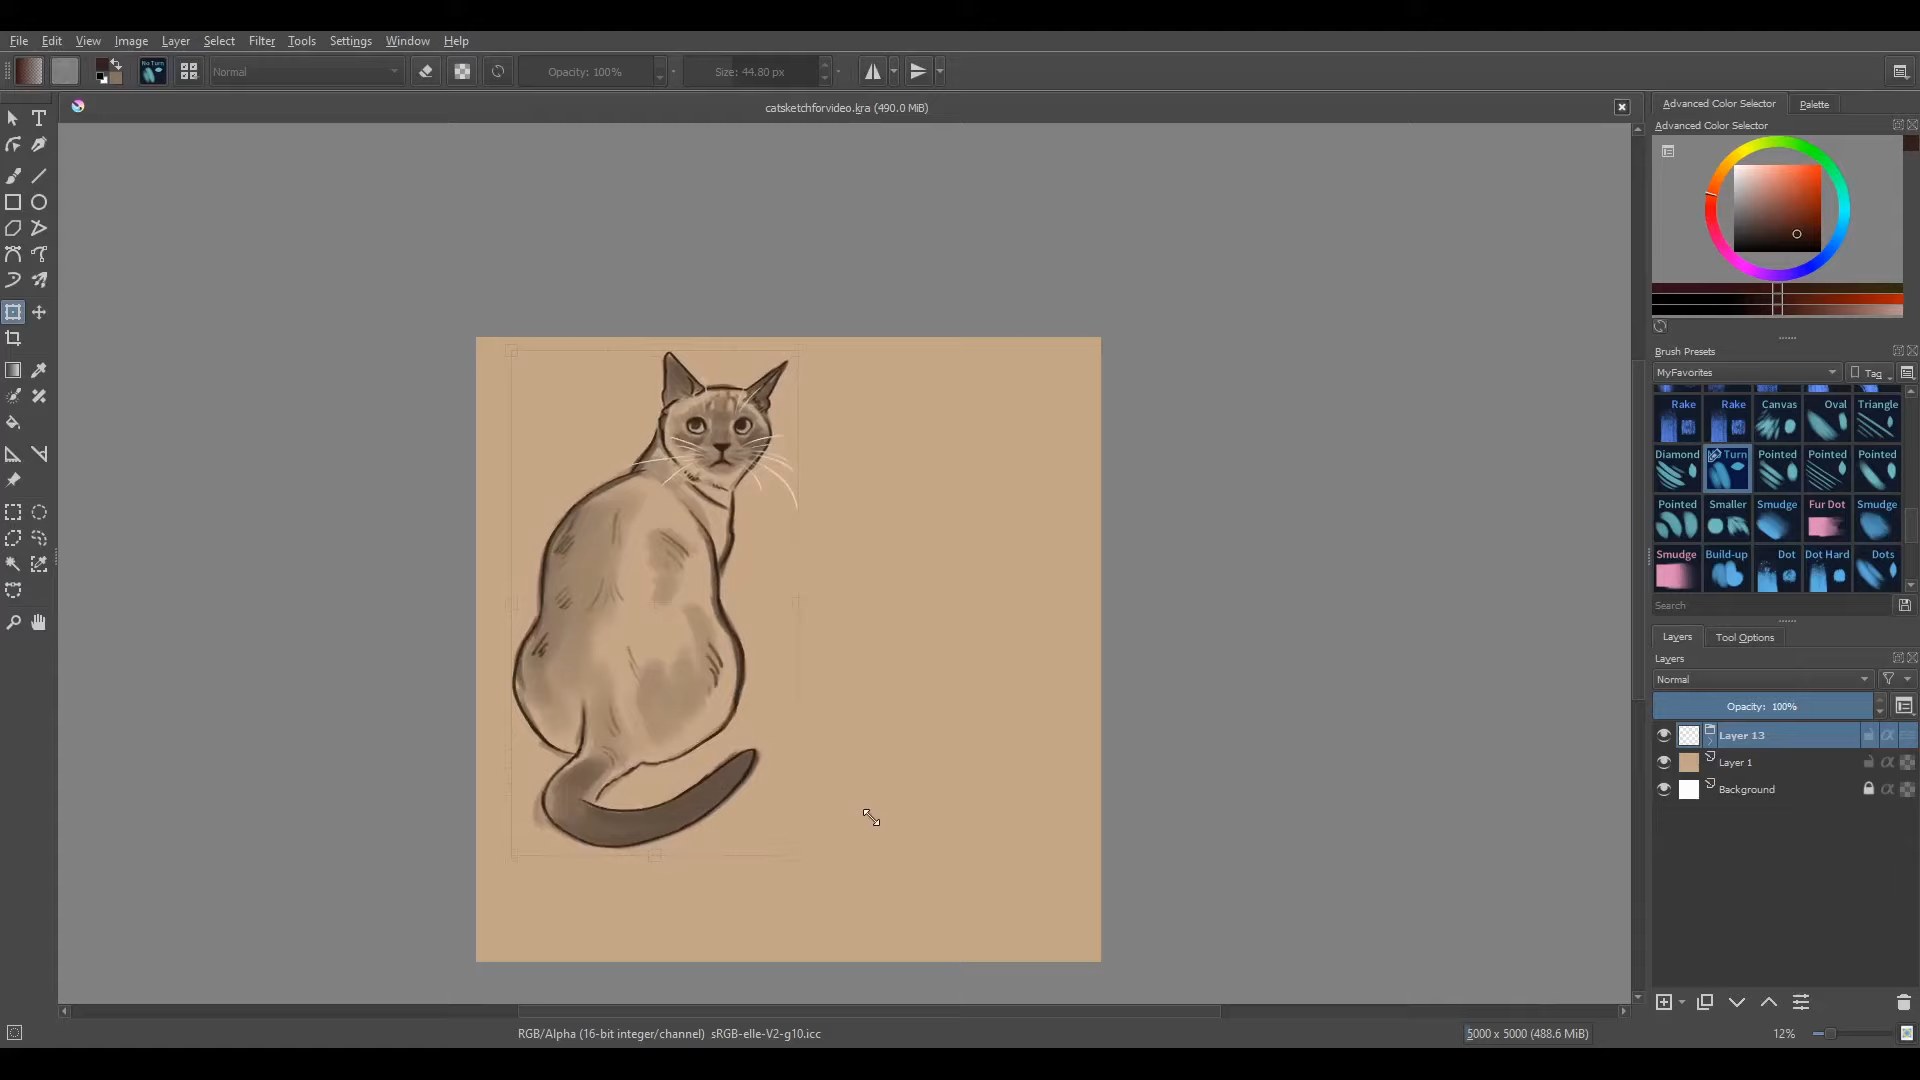 File Edit View Image Layer Select Filter Tools Settings Window Help
No Turn
Normal
Opacity: 100%
Size: 44.80 px
catsketchforvideo.kra (490.0 MiB)
Advanced Color Selector
Palette
Advanced Color Selector
Brush Presets
MyFavorites
Tag
Rake Rake Canvas Oval Triangle
Diamond Turn Pointed Pointed Pointed
Pointed Smaller Smudge Fur Dot Smudge
Smudge Build-up Dot Dot Hard Dots
Search
Layers Tool Options
Layers
Normal
Opacity: 100%
Layer 13
Layer 1
Background
RGB/Alpha (16-bit integer/channel) sRGB-elle-V2-g10.icc
5000 x 5000 (488.6 MiB)
12%